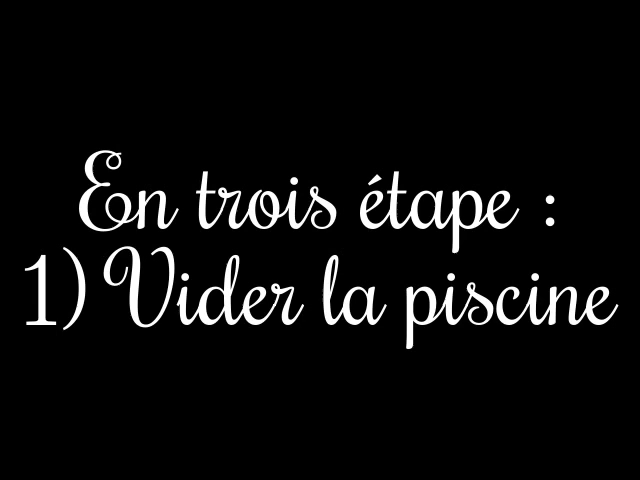 En trois étape :
1) Vider la piscine